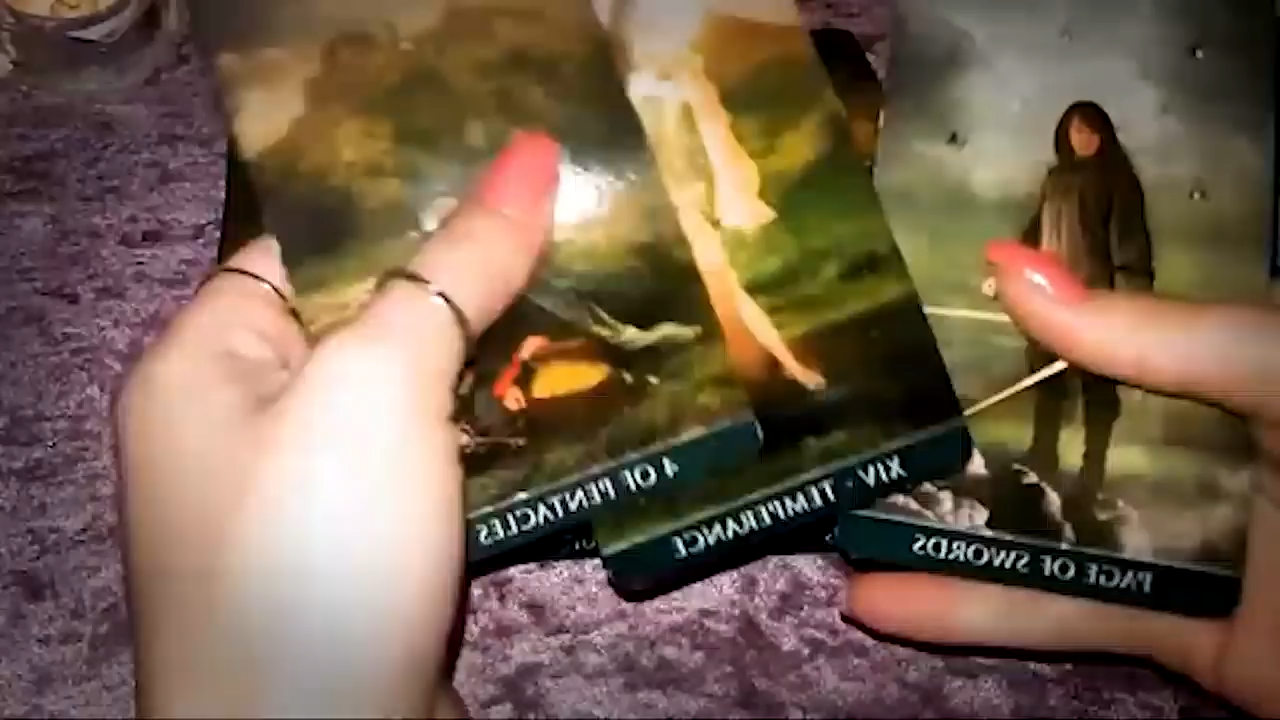 4 OF PENTACLES
XIV · TEMPERANCE
PAGE OF SWORDS